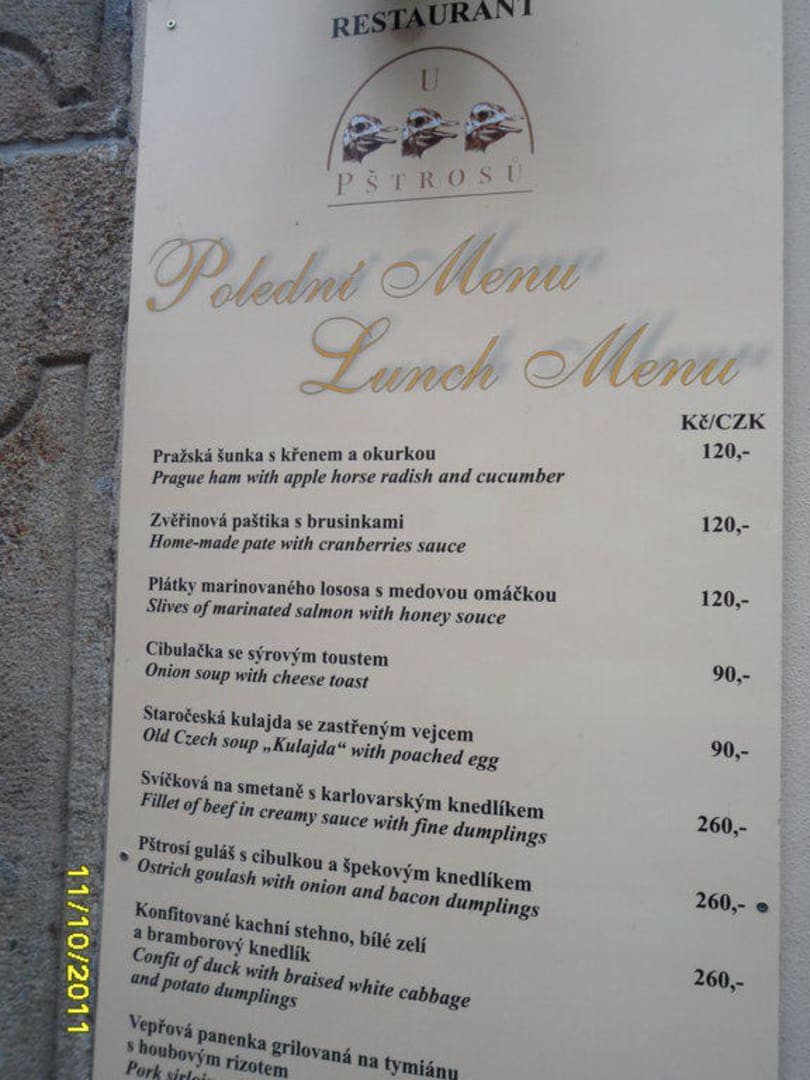 RESTAURANT
U
PŠTROSŮ
Polední Menu
Lunch Menu
Kč/CZK
Pražská šunka s křenem a okurkou 120,-
Prague ham with apple horse radish and cucumber
Zvěřinová paštika s brusinkami 120,-
Home-made pate with cranberries sauce
Plátky marinovaného lososa s medovou omáčkou 120,-
Slives of marinated salmon with honey souce
Cibulačka se sýrovým toustem
Onion soup with cheese toast 90,-
Staročeská kulajda se zastřeným vejcem
Old Czech soup „Kulajda“ with poached egg 90,-
Svíčková na smetaně s karlovarským knedlíkem
Fillet of beef in creamy sauce with fine dumplings 260,-
Pštrosí guláš s cibulkou a špekovým knedlíkem
Ostrich goulash with onion and bacon dumplings 260,-
Konfitované kachní stehno, bílé zelí
a bramborový knedlík
Confit of duck with braised white cabbage 260,-
and potato dumplings
Vepřová panenka grilovaná na tymiánu
s houbovým rizotem
Pork
11/10/2011